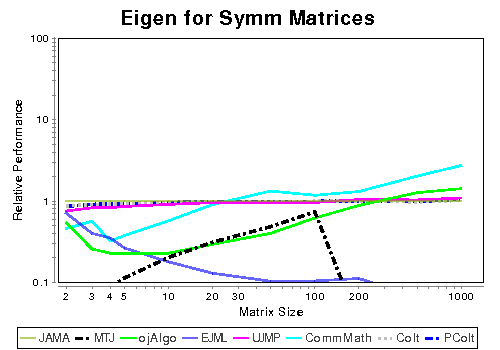 Eigen for Symm Matrices
Relative Performance
100
10
1
0.1
2 3 4 5 10 20 30 100 200 1000
Matrix Size
JAMA MTJ ojAlgo EJML UJMP CommMath Colt PColt